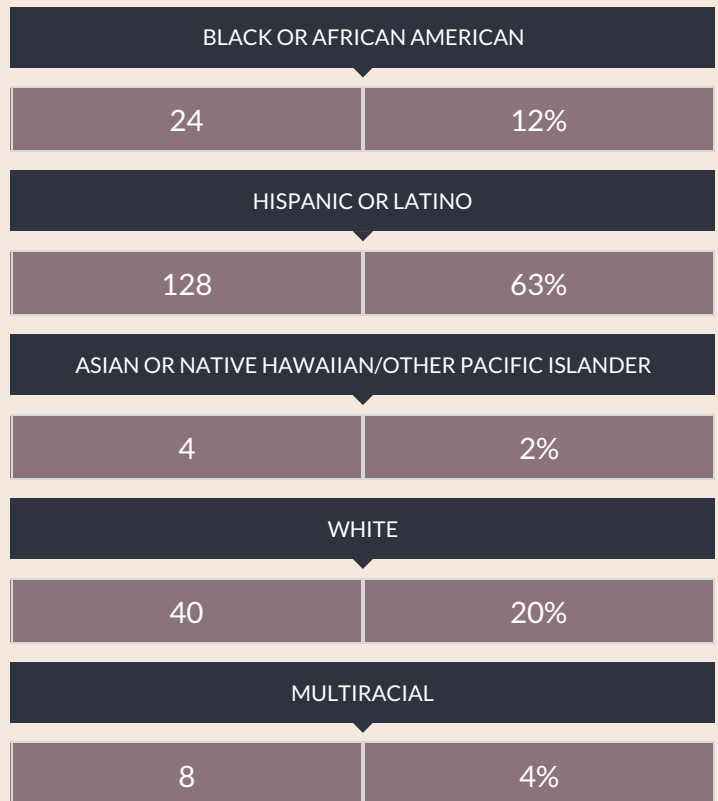 BLACK OR AFRICAN AMERICAN
24 12%
HISPANIC OR LATINO
128 63%
ASIAN OR NATIVE HAWAIIAN/OTHER PACIFIC ISLANDER
4 2%
WHITE
40 20%
MULTIRACIAL
8 4%